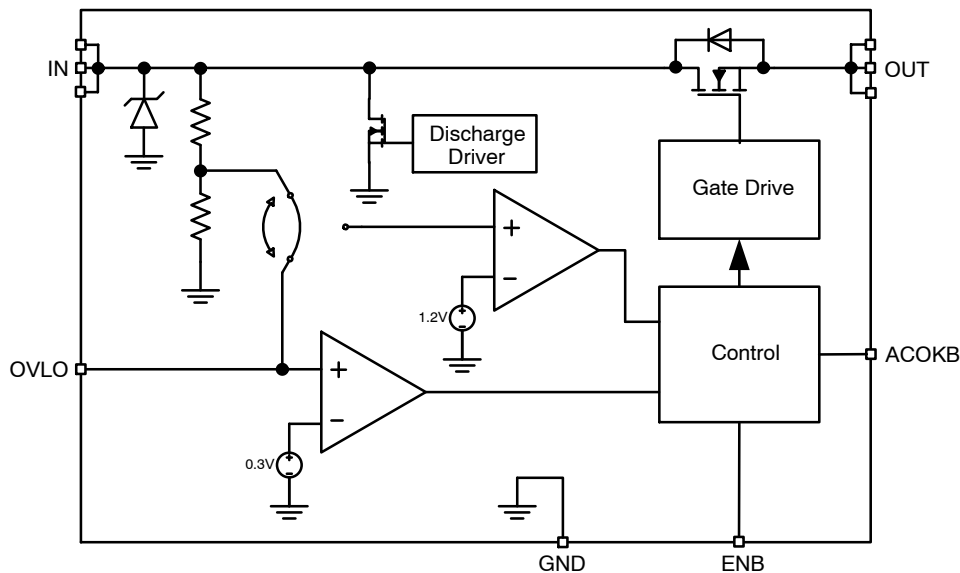 IN
OUT
Discharge
Driver
Gate Drive
+
−
1.2V
+
−
Control
OVLO
ACOKB
+
−
0.3V
+
−
GND
ENB